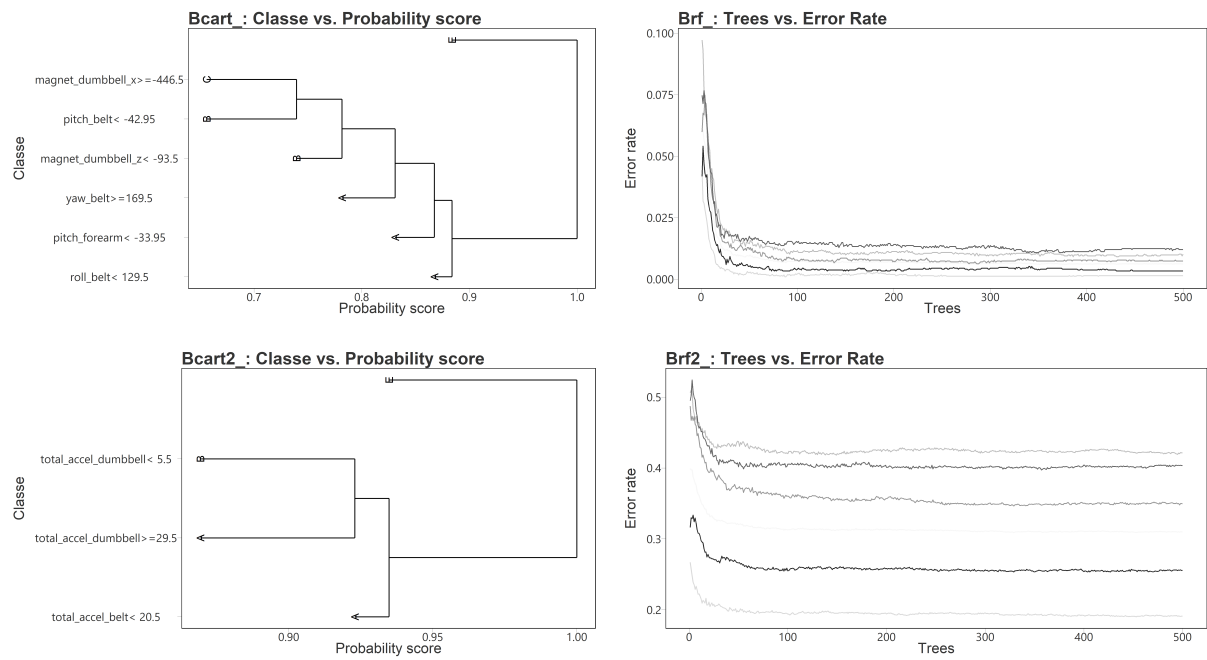 Bcart_: Classe vs. Probability score
Classe
magnet_dumbbell_x>=-446.5
pitch_belt< -42.95
magnet_dumbbell_z< -93.5
yaw_belt>=169.5
pitch_forearm< -33.95
roll_belt< 129.5
E
C
B
B
A
A
A
0.7 0.8 0.9 1.0
Probability score
Brf_: Trees vs. Error Rate
Error rate
0.100
0.075
0.050
0.025
0.000
0 100 200 300 400 500
Trees
Bcart2_: Classe vs. Probability score
Classe
total_accel_dumbbell< 5.5
total_accel_dumbbell>=29.5
total_accel_belt< 20.5
E
B
A
A
0.90 0.95 1.00
Probability score
Brf2_: Trees vs. Error Rate
Error rate
0.5
0.4
0.3
0.2
0 100 200 300 400 500
Trees